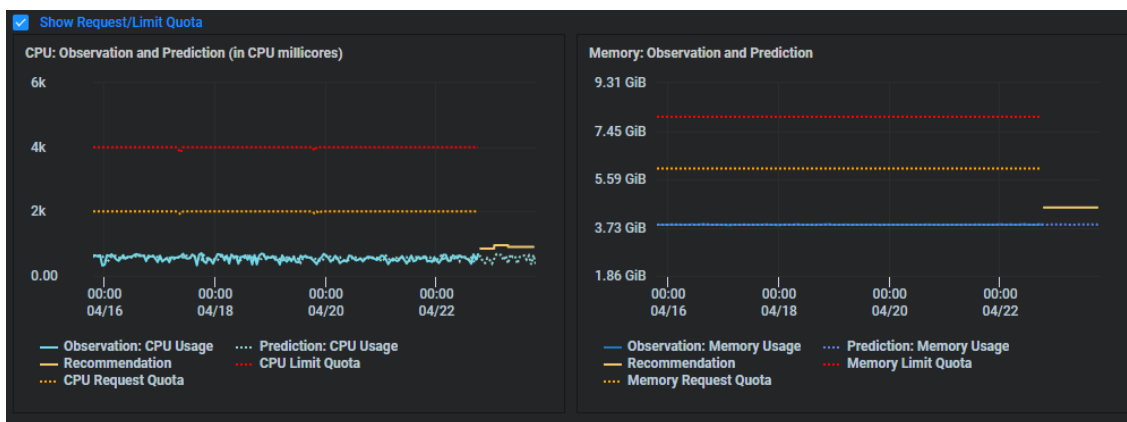 Show Request/Limit Quota
CPU: Observation and Prediction (in CPU millicores)
6k
4k
2k
0.00
00:00 00:00 00:00 00:00
04/16 04/18 04/20 04/22
Observation: CPU Usage Prediction: CPU Usage
Recommendation CPU Limit Quota
CPU Request Quota
Memory: Observation and Prediction
9.31 GiB
7.45 GiB
5.59 GiB
3.73 GiB
1.86 GiB
00:00 00:00 00:00 00:00
04/16 04/18 04/20 04/22
Observation: Memory Usage Prediction: Memory Usage
Recommendation Memory Limit Quota
Memory Request Quota